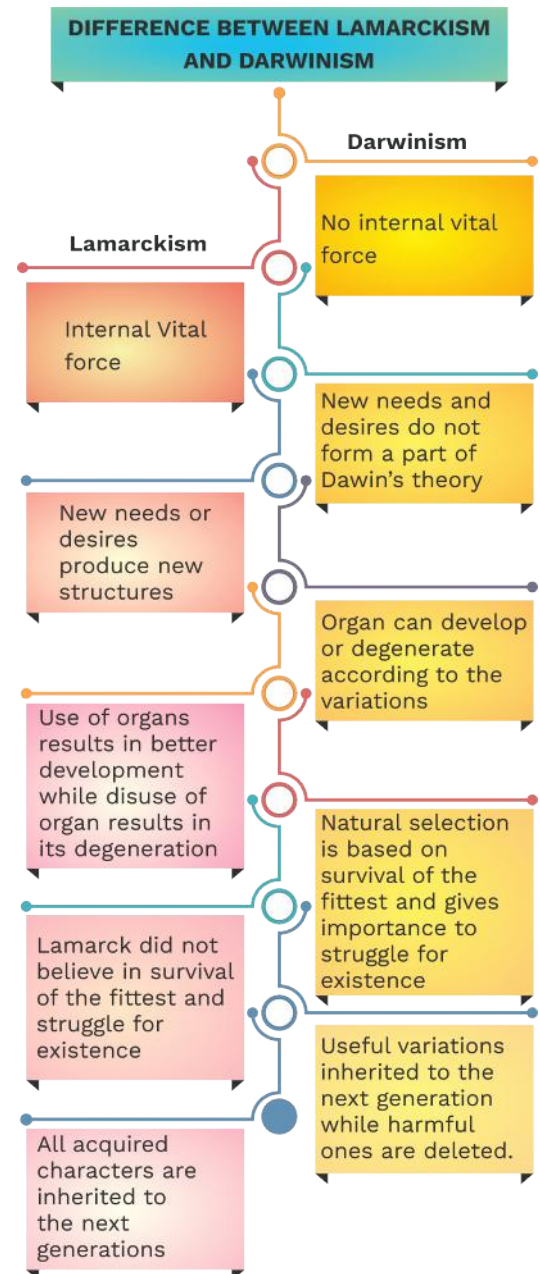 DIFFERENCE BETWEEN LAMARCKISM
AND DARWINISM
Darwinism
No internal vital
force
Lamarckism
Internal Vital
force
New needs and
desires do not
form a part of
Dawin's theory
New needs or
desires
produce new
structures
Organ can develop
or degenerate
according to the
variations
Use of organs
results in better
development
while disuse of
organ results in
its degeneration
Natural selection
is based on
survival of the
fittest and gives
importance to
struggle for
existence
Lamarck did not
believe in survival
of the fittest and
struggle for
existence
Useful variations
inherited to the
next generation
while harmful
ones are deleted.
All acquired
characters are
inherited to
the next
generations